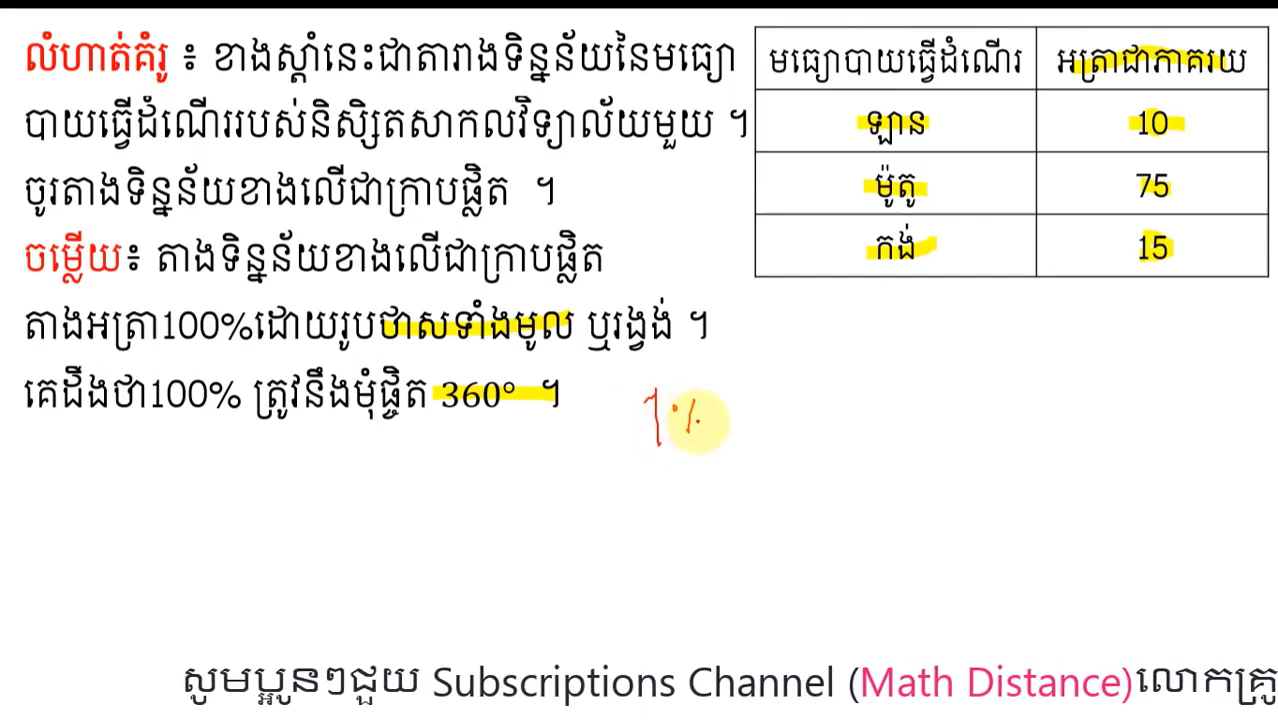 លំហាត់គំរូ ៖ ខាងស្តាំនេះជាតារាងទិន្នន័យនៃមធ្យោ
បាយធ្វើដំណើររបស់និស្សិតសាកលវិទ្យាល័យមួយ ។
ចូរតាងទិន្នន័យខាងលើជាក្រាបផ្លិត ។
ចម្លើយ៖ តាងទិន្នន័យខាងលើជាក្រាបផ្លិត
តាងអត្រា100%ដោយរូបថាសទាំងមូល ឬរង្វង់ ។
គេដឹងថា100% ត្រូវនឹងមុំផ្ចិត 360° ។
1%
មធ្យោបាយធ្វើដំណើរ អត្រាជាភាគរយ
ឡាន 10
ម៉ូតូ 75
កង់ 15
សូមប្អូនៗជួយ Subscriptions Channel (Math Distance)លោកគ្រូ